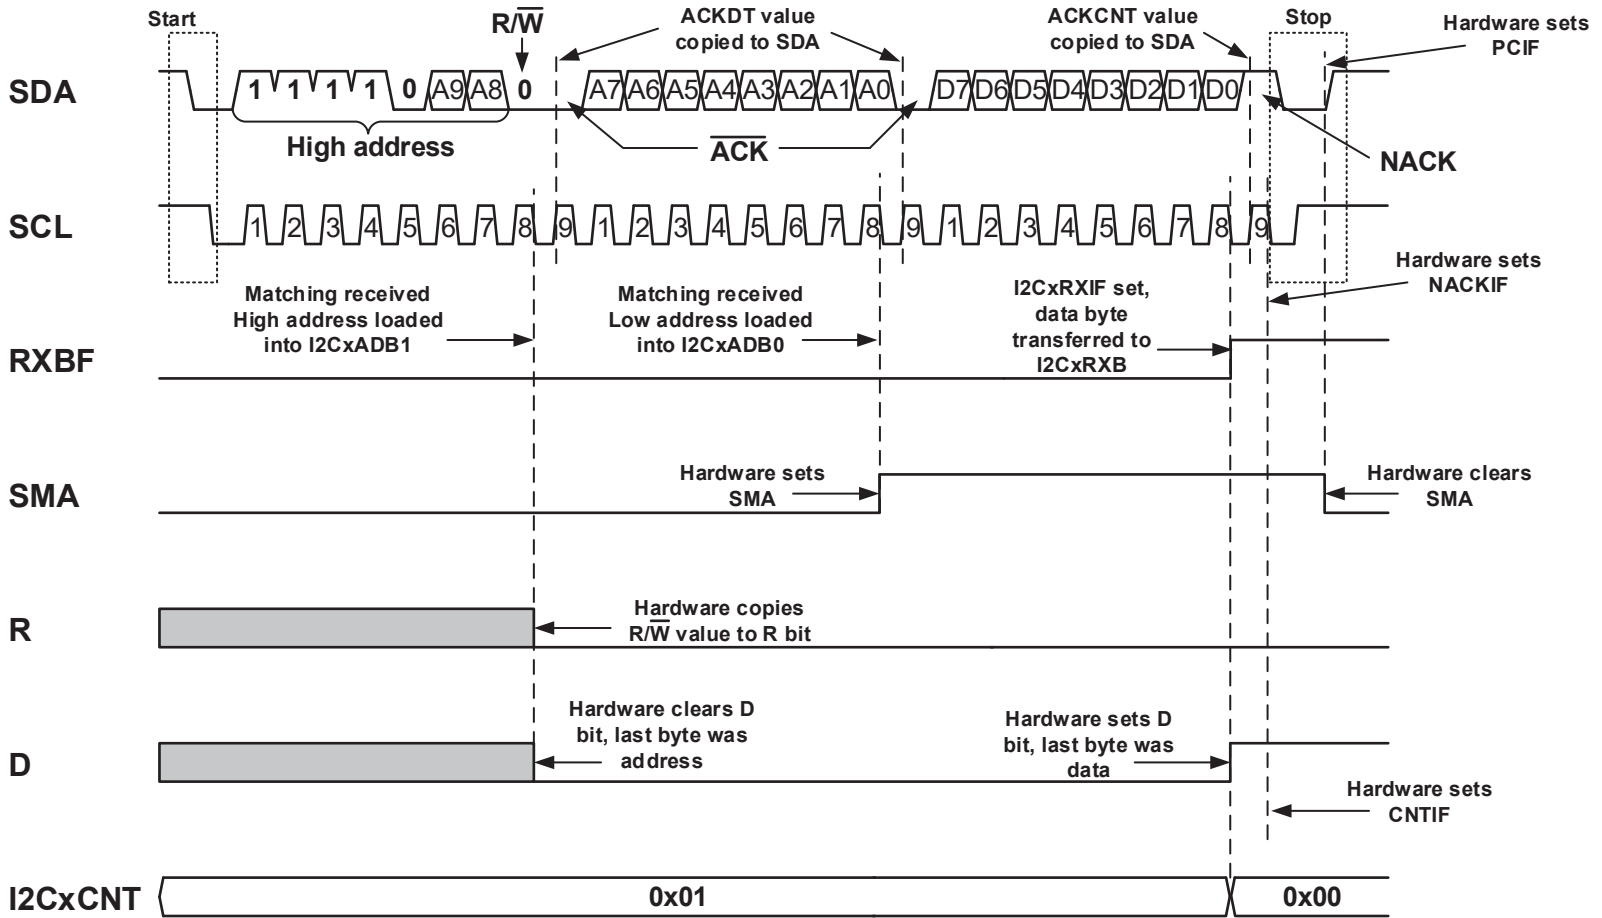 Start
R/W
ACKDT value
copied to SDA
ACKCNT value
copied to SDA
Stop
Hardware sets
PCIF
SDA
1 1 1 1 0 A9 A8 0
A7 A6 A5 A4 A3 A2 A1 A0
D7 D6 D5 D4 D3 D2 D1 D0
High address
ACK
NACK
SCL
1 2 3 4 5 6 7 8 9 1 2 3 4 5 6 7 8 9 1 2 3 4 5 6 7 8 9
Matching received
High address loaded
into I2CxADB1
Matching received
Low address loaded
into I2CxADB0
I2CxRXIF set,
data byte
transferred to
I2CxRXB
Hardware sets
NACKIF
RXBF
SMA
Hardware sets
SMA
Hardware clears
SMA
R
Hardware copies
R/W value to R bit
D
Hardware clears D
bit, last byte was
address
Hardware sets D
bit, last byte was
data
Hardware sets
CNTIF
I2CxCNT
0x01
0x00